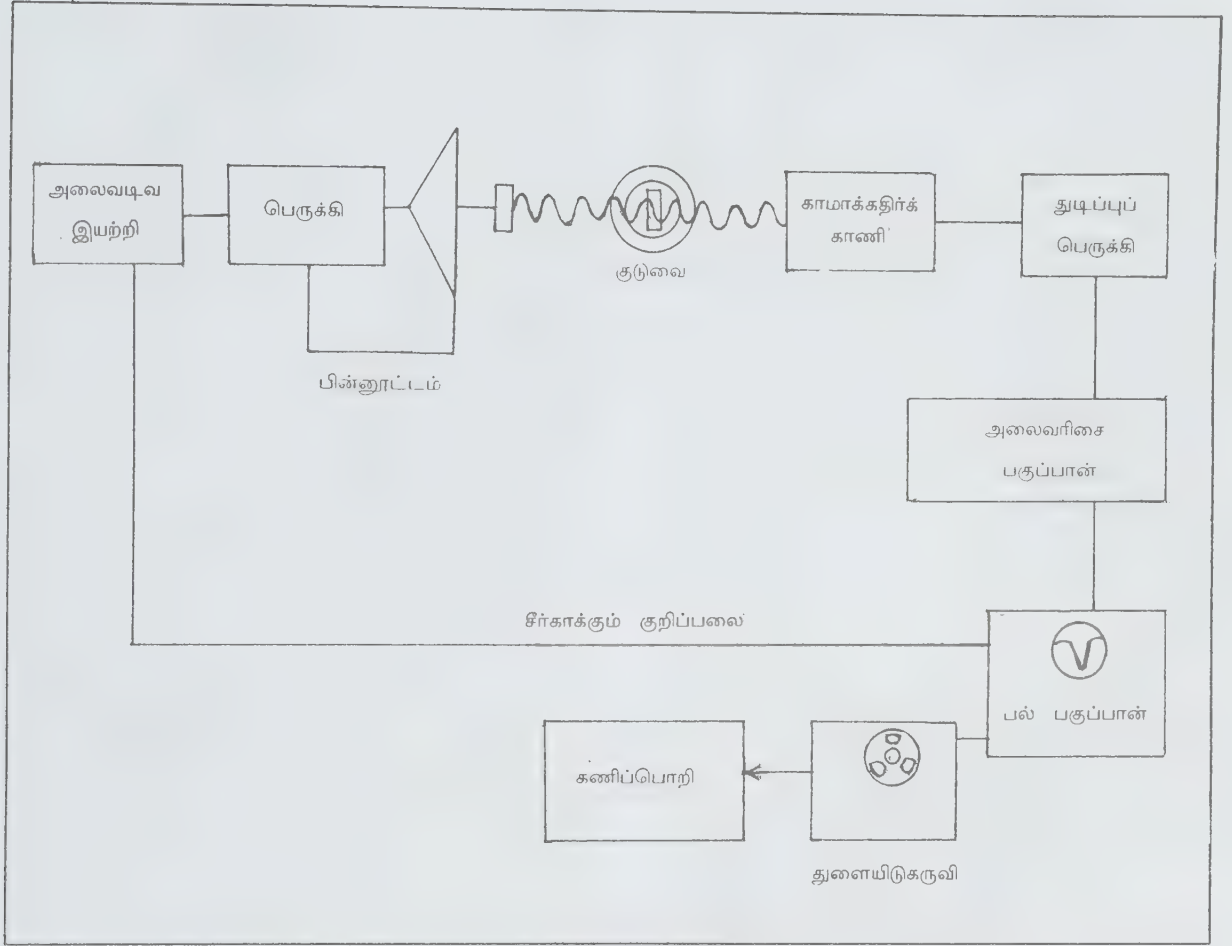 அலைவடிவ
இயற்றி
பெருக்கி
பின்னூட்டம்
குடுவை
காமாக்கதிர்க்
காணி
துடிப்புப்
பெருக்கி
அலைவரிசை
பகுப்பான்
சீர்காக்கும் குறிப்பலை
பல் பகுப்பான்
துளையிடுகருவி
கணிப்பொறி